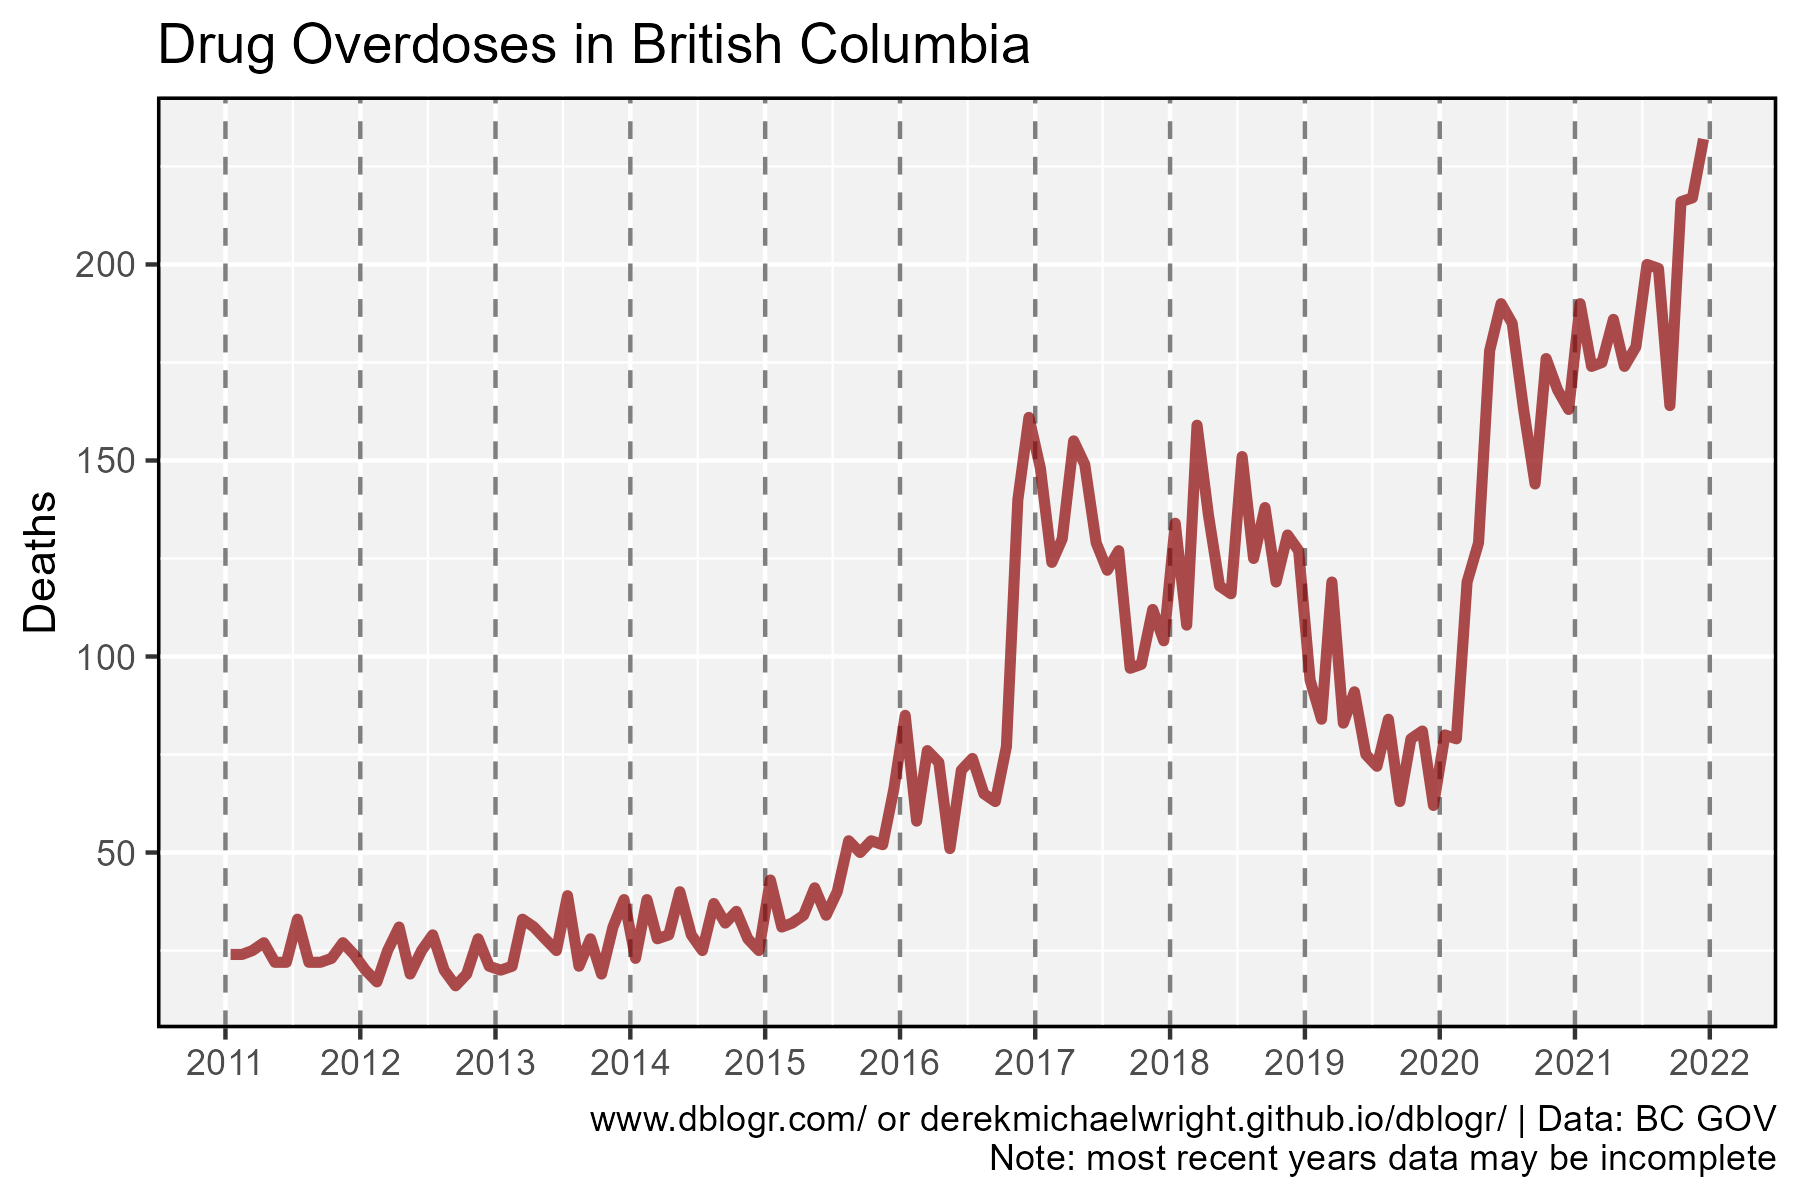 Drug Overdoses in British Columbia
Deaths
200
150
100
50
2011 2012 2013 2014 2015 2016 2017 2018 2019 2020 2021 2022
www.dblogr.com/ or derekmichaelwright.github.io/dblogr/ | Data: BC GOV
Note: most recent years data may be incomplete